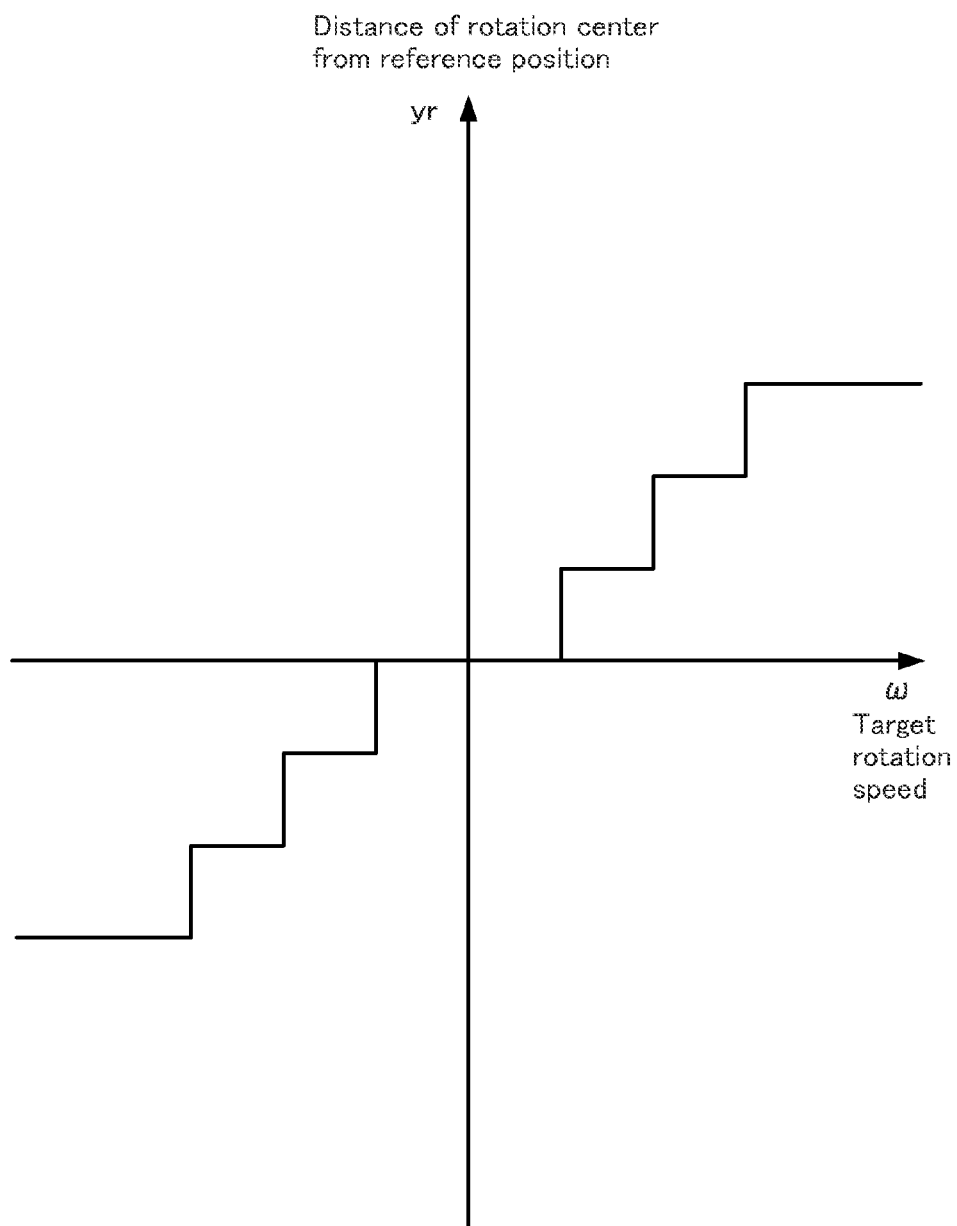 Distance of rotation center
from reference position
yr
ω
Target
rotation
speed